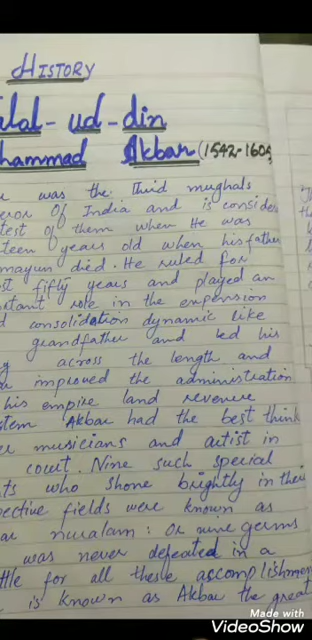 HISTORY
lal-ud-din
hammad Akbar (1542-1605
was the Third mughals
eror Of India and is consider
test of them when He was
teen years old when his father
mayun died. He ruled for
st fifty years and played an
tant role in the expension
d consolidation dynamic like
grandfather and led his
across the length and
improved the administration
his empire land revenue
stem Akbar had the best think
musicians and artist in
court. Nine such special
ts who shone brightly in their
pective fields were known as
nuralam: Or nine germs
was never defeated in a
ttle for all these accomplishmen
is known as Akbar the great
Made with
VideoShow